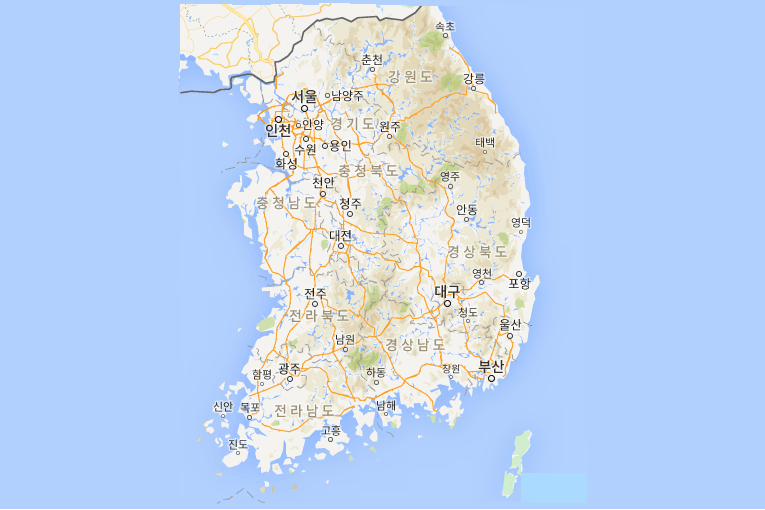 속초
춘천
강원도
강릉
서울
남양주
인천
안양
경기도
원주
수원
용인
태백
화성
충청북도
천안
영주
충청남도
청주
안동
영덕
대전
경상북도
영천
포항
전주
대구
전라북도
청도
울산
남원
경상남도
함평
광주
하동
창원
부산
신안
목포
전라남도
남해
고흥
진도